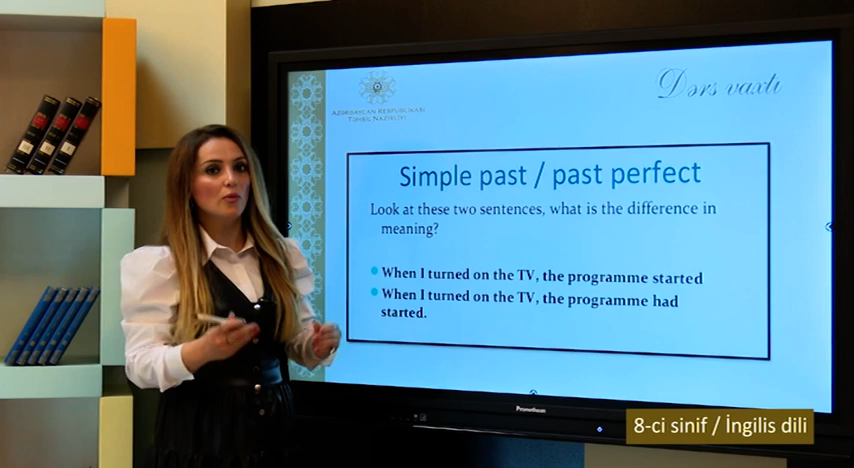 AZƏRBAYCAN RESPUBLİKASI
TƏHSİL NAZİRLİYİ
Dərs vaxtı
Simple past / past perfect
Look at these two sentences, what is the difference in
meaning?
When I turned on the TV, the programme started
When I turned on the TV, the programme had
started.
Promethean
8-ci sinif / İngilis dili